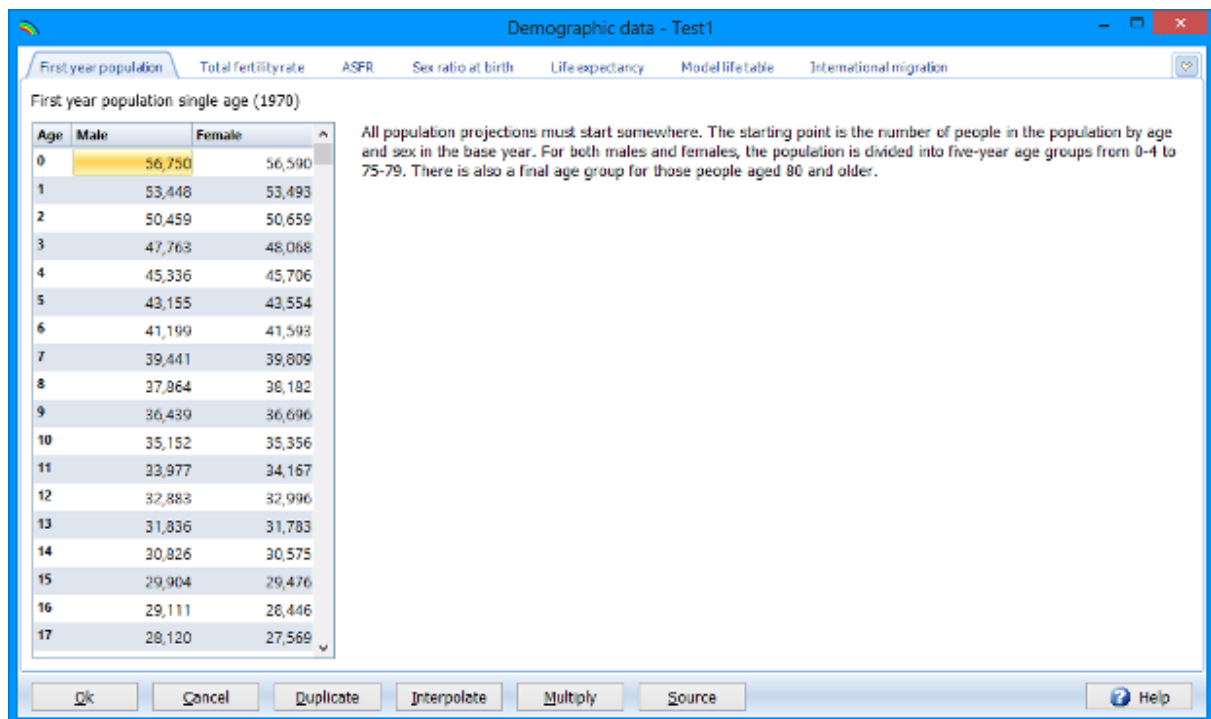 Demographic data - Test1
First year population Total fertility rate ASFR Sex ratio at birth Life expectancy Model life table International migration
First year population single age (1970)
Age Male Female
0 56,750 56,590
1 53,448 53,493
2 50,459 50,659
3 47,763 48,068
4 45,336 45,706
5 43,155 43,554
6 41,199 41,593
7 39,441 39,809
8 37,864 38,182
9 36,439 36,696
10 35,152 35,356
11 33,977 34,167
12 32,883 32,996
13 31,836 31,783
14 30,826 30,575
15 29,904 29,476
16 29,111 28,446
17 28,120 27,569
All population projections must start somewhere. The starting point is the number of people in the population by age
and sex in the base year. For both males and females, the population is divided into five-year age groups from 0-4 to
75-79. There is also a final age group for those people aged 80 and older.
Ok Cancel Duplicate Interpolate Multiply Source Help